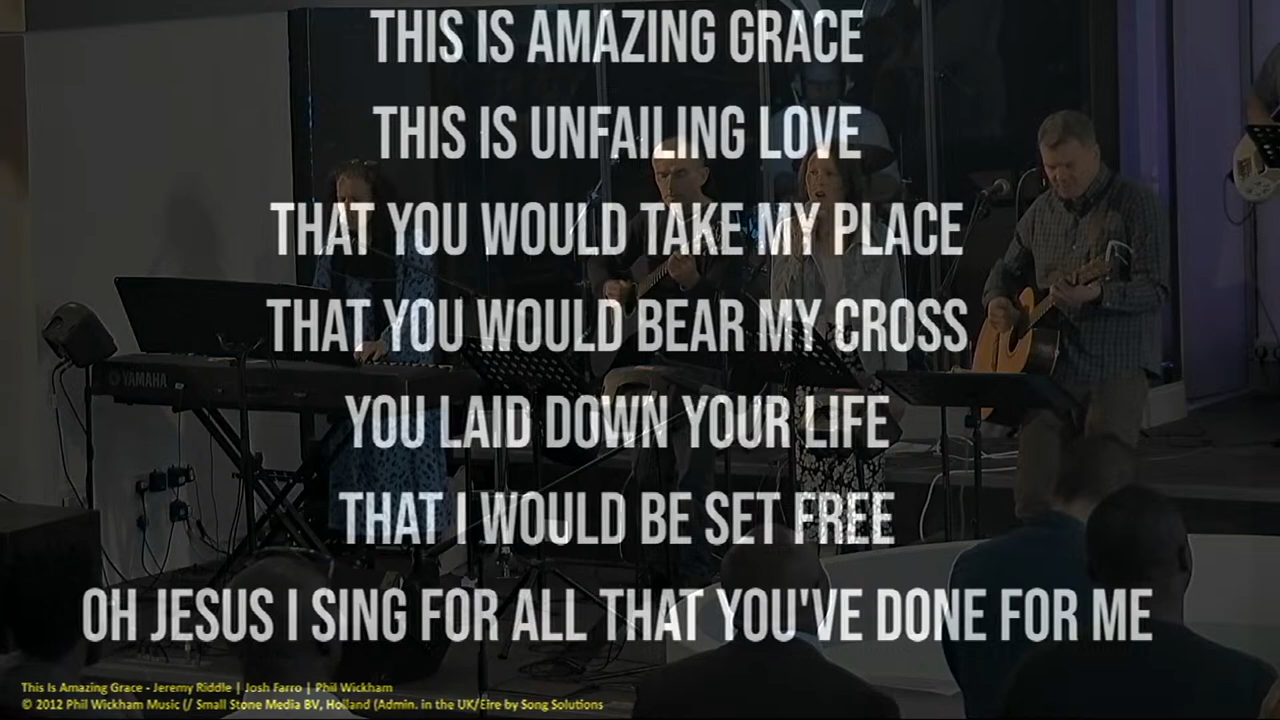 THIS IS AMAZING GRACE
THIS IS UNFAILING LOVE
THAT YOU WOULD TAKE MY PLACE
THAT YOU WOULD BEAR MY CROSS
YAMAHA
YOU LAID DOWN YOUR LIFE
THAT I WOULD BE SET FREE
OH JESUS I SING FOR ALL THAT YOU'VE DONE FOR ME
This Is Amazing Grace - Jeremy Riddle | Josh Farro | Phil Wickham
© 2012 Phil Wickham Music (/ Small Stone Media BV, Holland (Admin. in the UK/Eire by Song Solutions